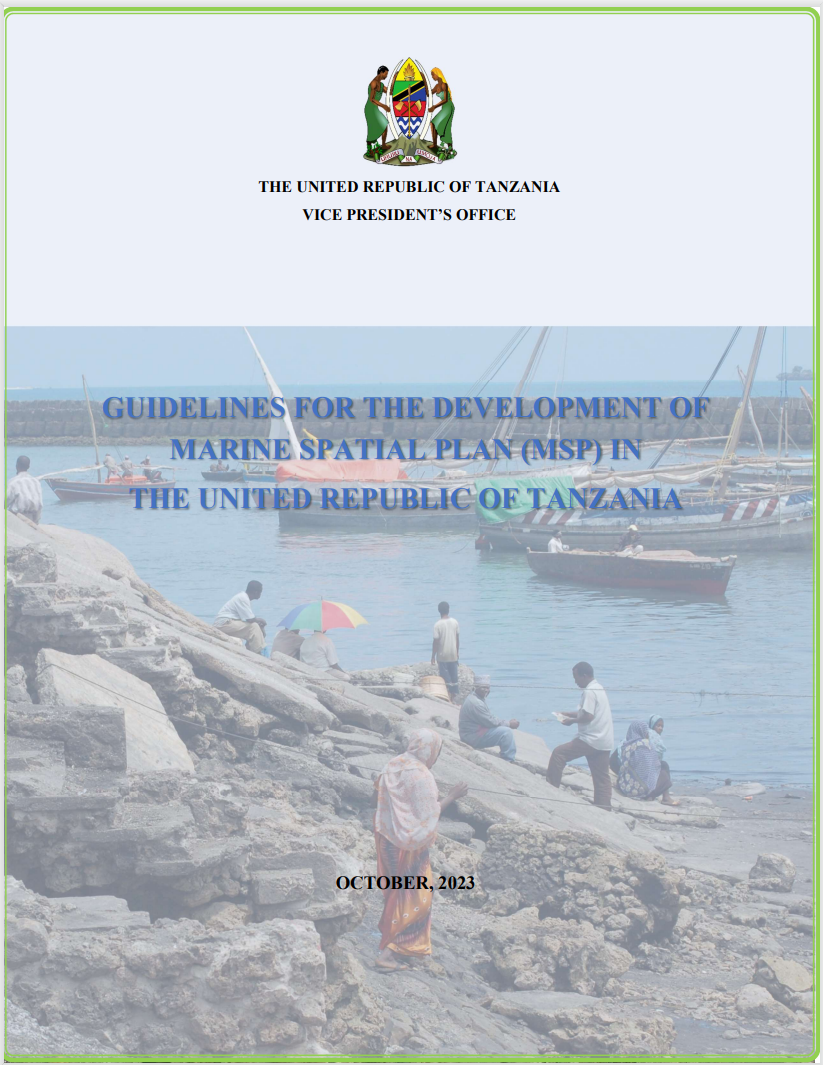 THE UNITED REPUBLIC OF TANZANIA
VICE PRESIDENT’S OFFICE
GUIDELINES FOR THE DEVELOPMENT OF
MARINE SPATIAL PLAN (MSP) IN
THE UNITED REPUBLIC OF TANZANIA
OCTOBER, 2023